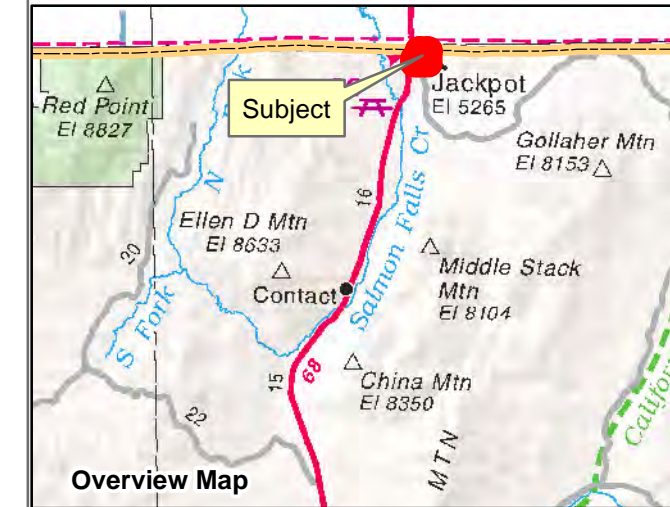 Subject
Jackpot
El 5265
Red Point
El 8827
Gollaher Mtn
El 8153
N
k
16
Salmon Falls Cr
Ellen D Mtn
El 8633
20
Middle Stack
Mtn
El 8104
Contact
S Fork
68
15
China Mtn
El 8350
22
MTN
Califor
Overview Map